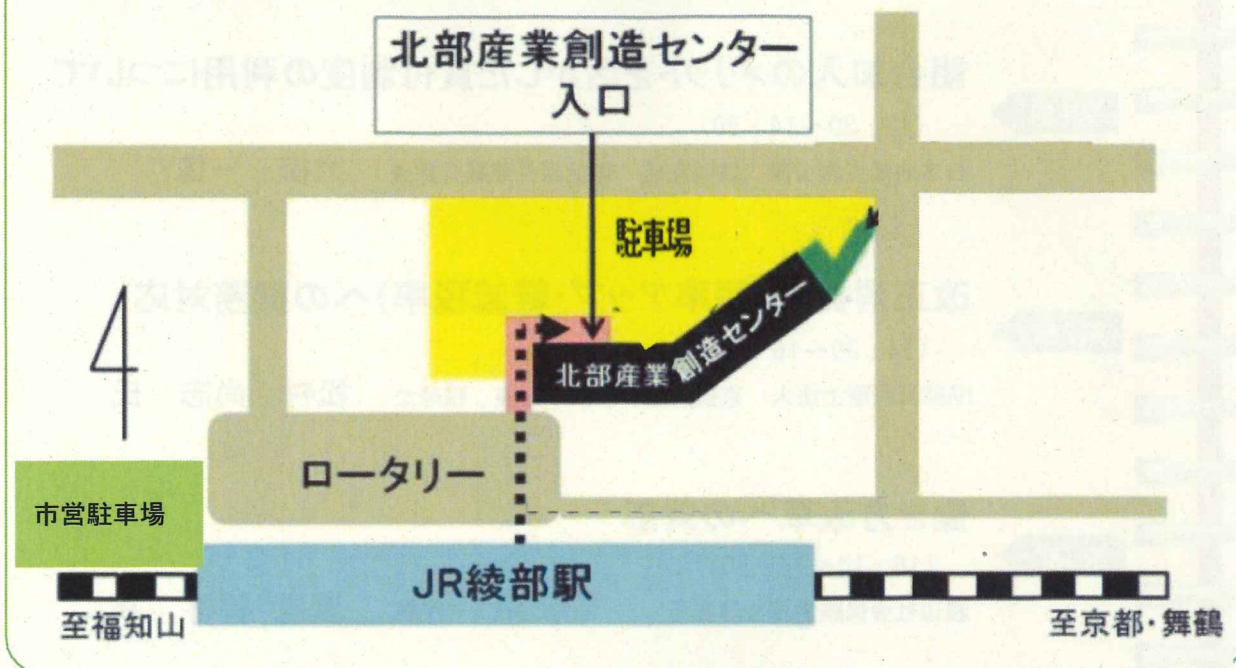 北部産業創造センター
入口
駐車場
北部産業 創造センター
ロータリー
市営駐車場
JR綾部駅
至福知山
至京都・舞鶴